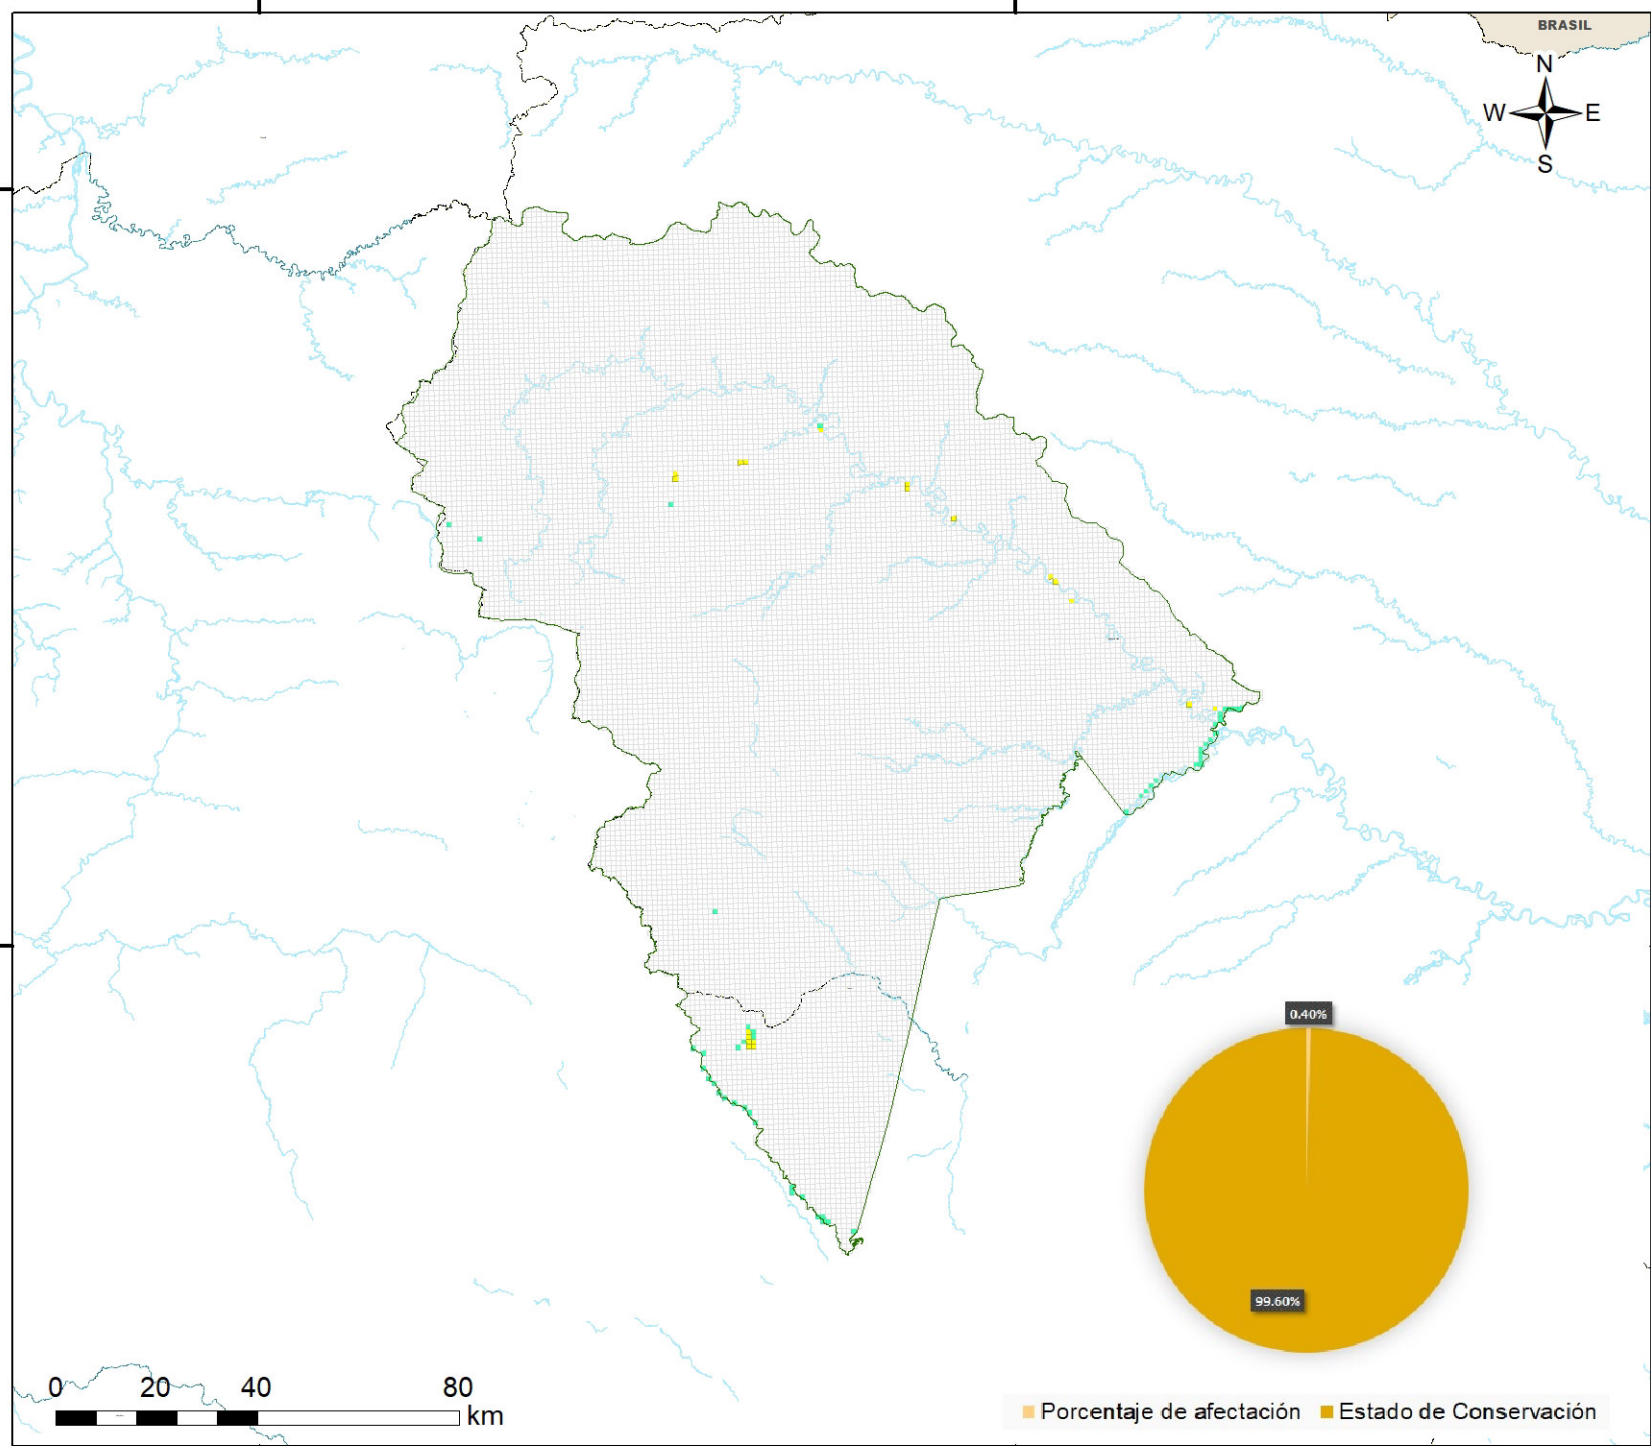 BRASIL
N
W E
S
0.40%
99.60%
0 20 40 80
km
Porcentaje de afectación Estado de Conservación